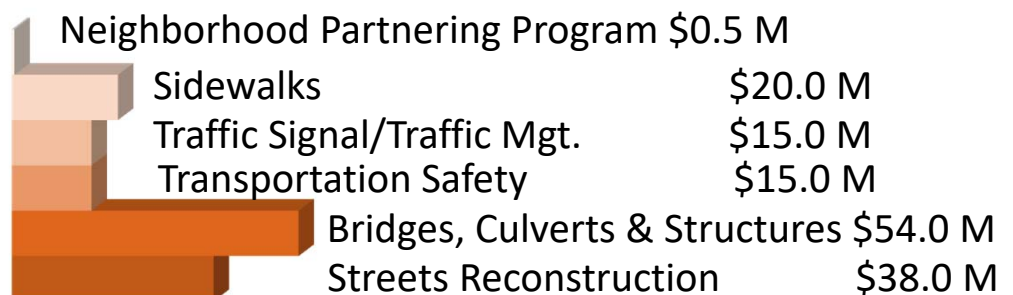 Neighborhood Partnering Program $0.5 M
Sidewalks $20.0 M
Traffic Signal/Traffic Mgt. $15.0 M
Transportation Safety $15.0 M
Bridges, Culverts & Structures $54.0 M
Streets Reconstruction $38.0 M